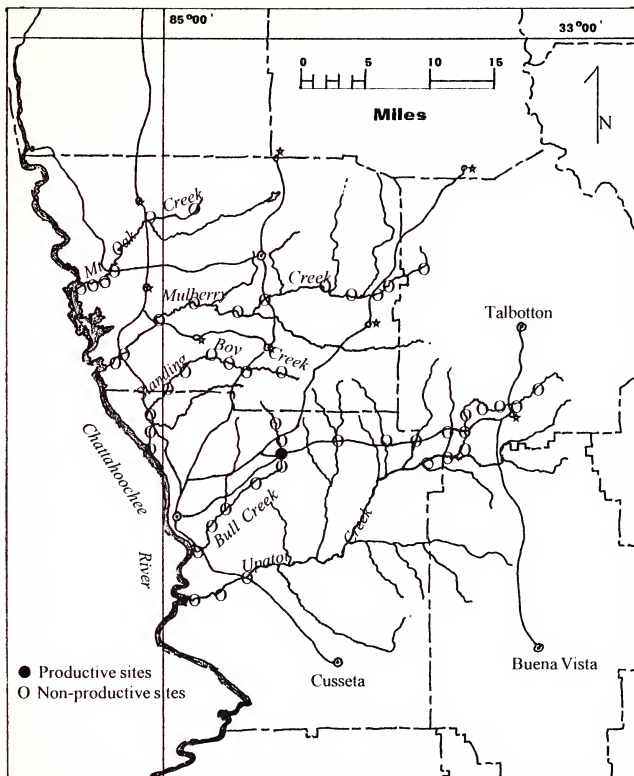 85°00'
33°00'
0 5 10 15
Miles
N
Mt. Oak Creek
Mulberry Creek
Talbotton
Standing Boy Creek
Chattahoochee River
Bull Creek
Upatoi Creek
Cusseta
Buena Vista
● Productive sites
O Non-productive sites